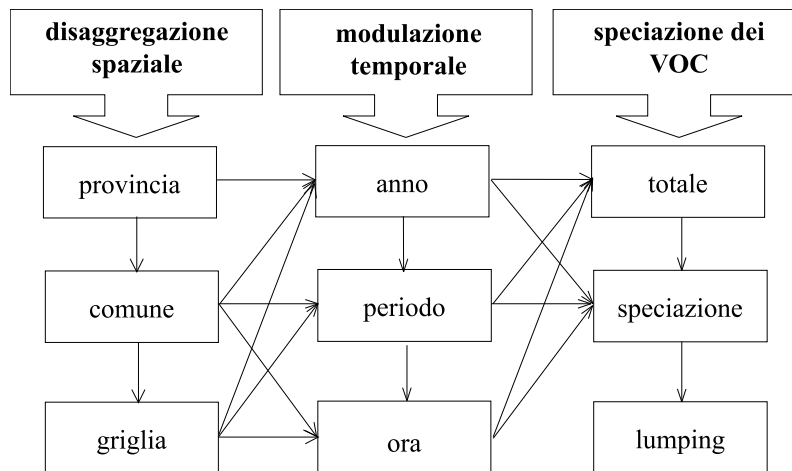 disaggregazione
spaziale
modulazione
temporale
speciazione dei
VOC
provincia
anno
totale
comune
periodo
speciazione
griglia
ora
lumping